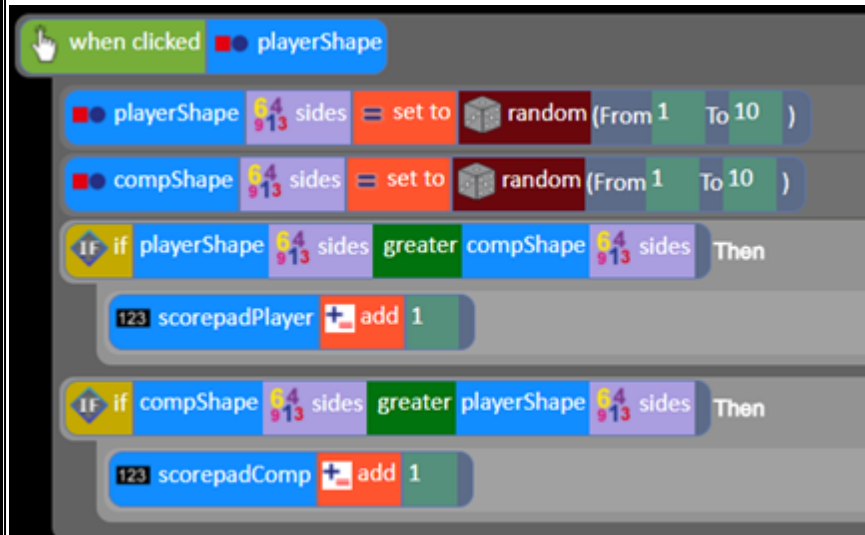 when clicked playerShape
playerShape 64 913 sides = set to random (From 1 To 10 )
compShape 64 913 sides = set to random (From 1 To 10 )
IF if playerShape 64 913 sides greater compShape 64 913 sides Then
123 scorepadPlayer +- add 1
IF if compShape 64 913 sides greater playerShape 64 913 sides Then
123 scorepadComp +- add 1